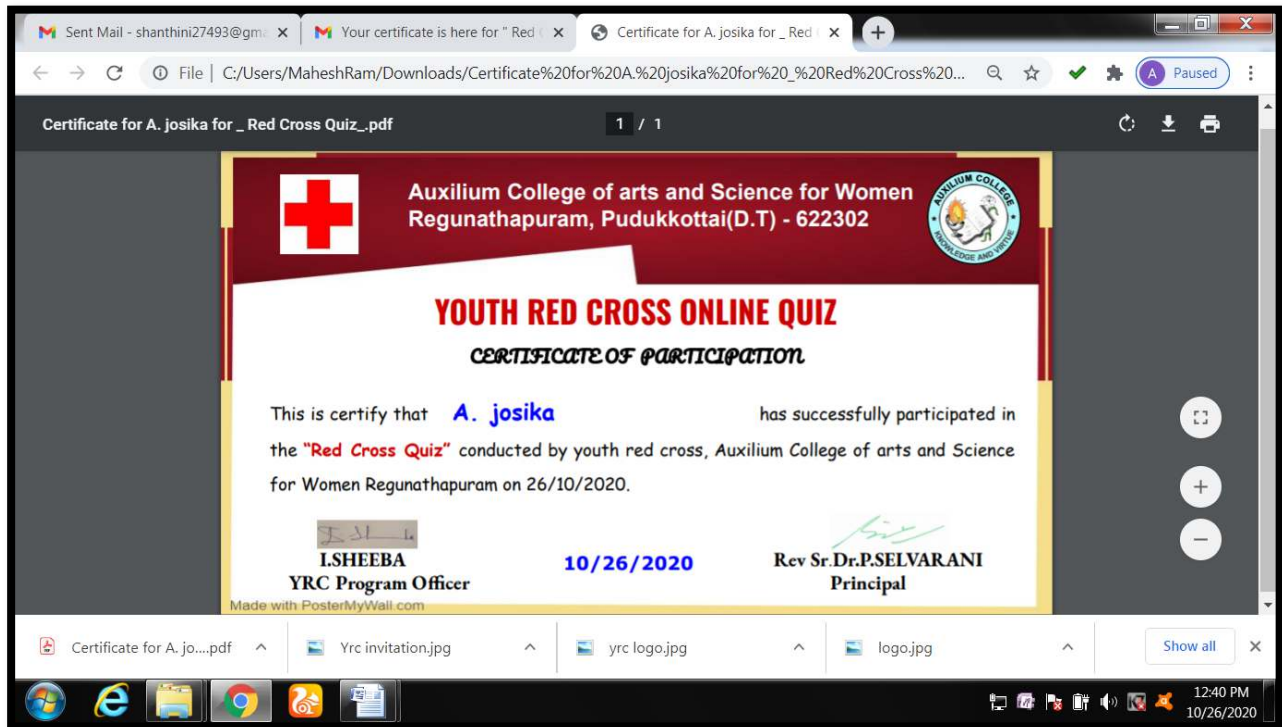 Sent Mail - shanthini27493@gma
Your certificate is here for " Red C
Certificate for A. josika for _ Red C
File | C:/Users/MaheshRam/Downloads/Certificate%20for%20A.%20josika%20for%20_%20Red%20Cross%20...
A Paused
Certificate for A. josika for _ Red Cross Quiz_.pdf
1 / 1
Auxilium College of arts and Science for Women
Regunathapuram, Pudukkottai(D.T) - 622302
AUXILIUM COLLEGE
KNOWLEDGE AND VIRTUE
YOUTH RED CROSS ONLINE QUIZ
CERTIFICATE OF PARTICIPATION
This is certify that A. josika has successfully participated in
the "Red Cross Quiz" conducted by youth red cross, Auxilium College of arts and Science
for Women Regunathapuram on 26/10/2020.
I.SHEEBA
YRC Program Officer
10/26/2020
Rev Sr.Dr.P.SELVARANI
Principal
Made with PosterMyWall.com
Certificate for A. jo....pdf
Yrc invitation.jpg
yrc logo.jpg
logo.jpg
Show all
12:40 PM
10/26/2020